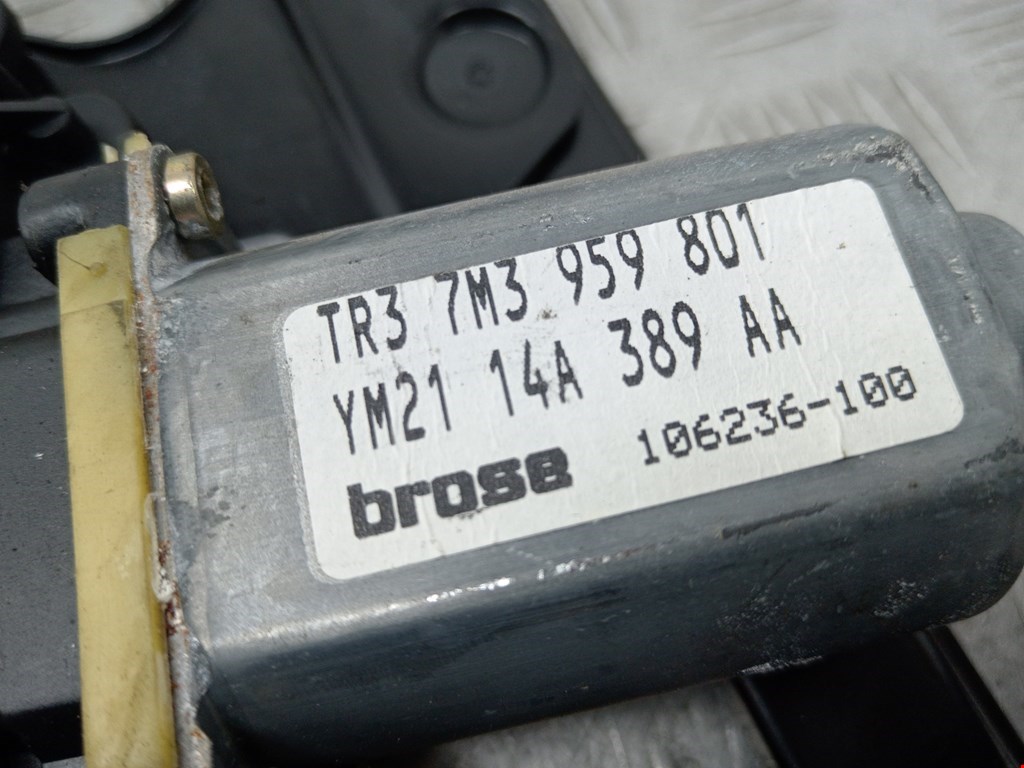 TR3 7M3 959 801
YM21 14A 389 AA
brose 106236-100